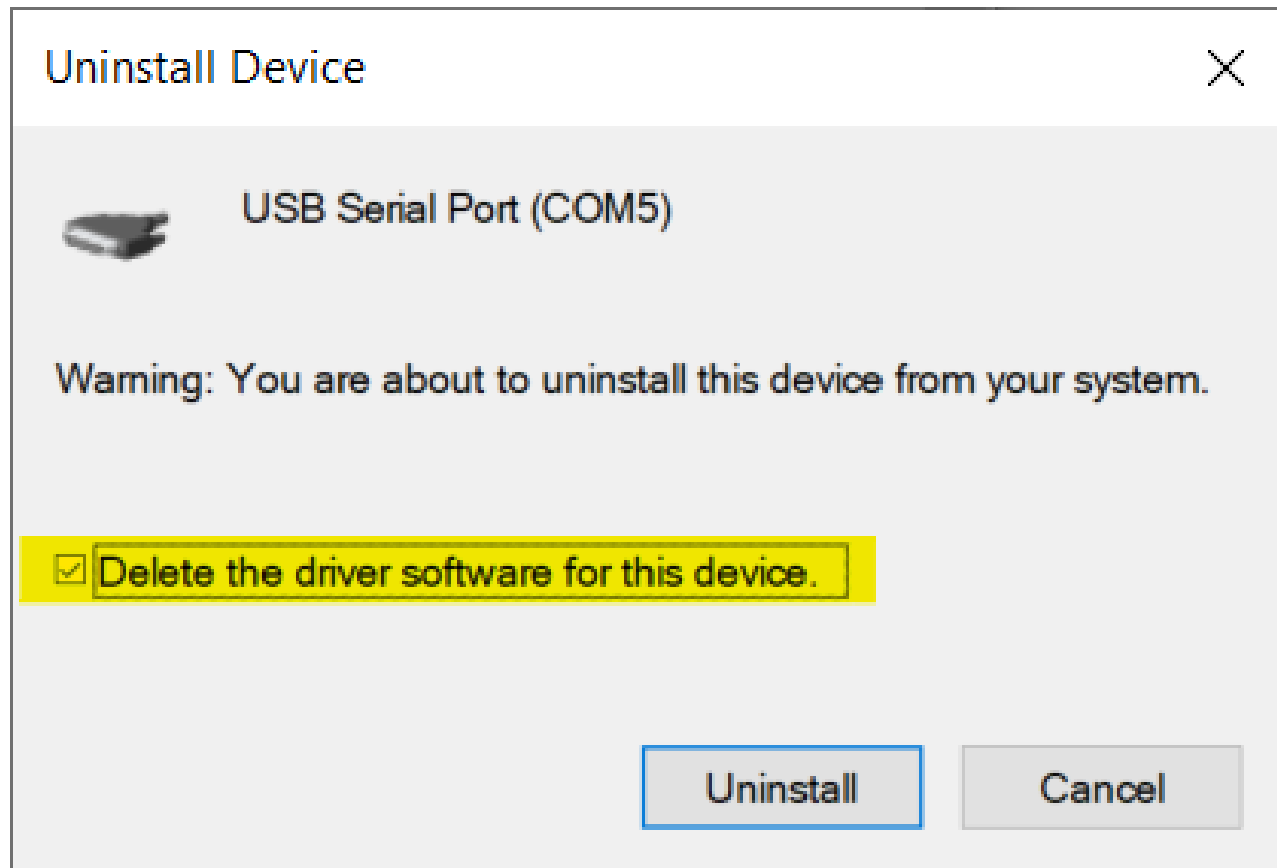 Uninstall Device
USB Serial Port (COM5)
Warning: You are about to uninstall this device from your system.
Delete the driver software for this device.
Uninstall
Cancel